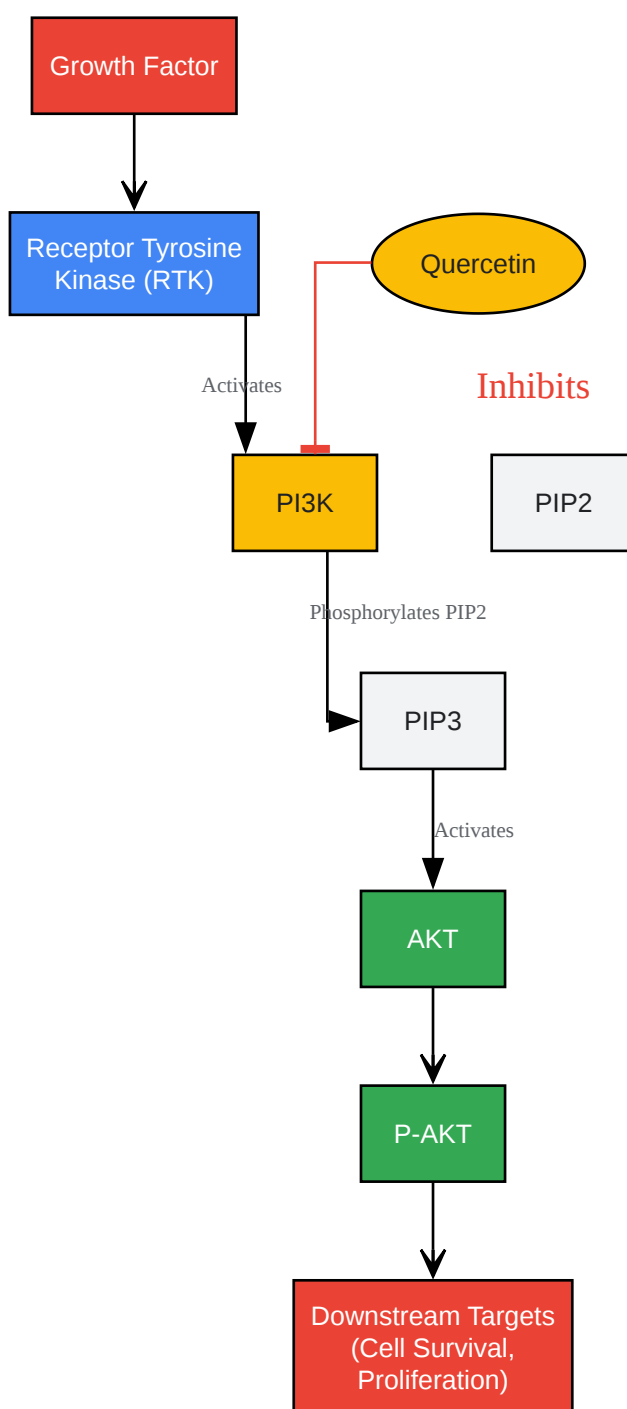 Growth Factor
Receptor Tyrosine
Kinase (RTK)
Quercetin
Activates
Inhibits
PI3K
PIP2
Phosphorylates PIP2
PIP3
Activates
AKT
P-AKT
Downstream Targets
(Cell Survival,
Proliferation)